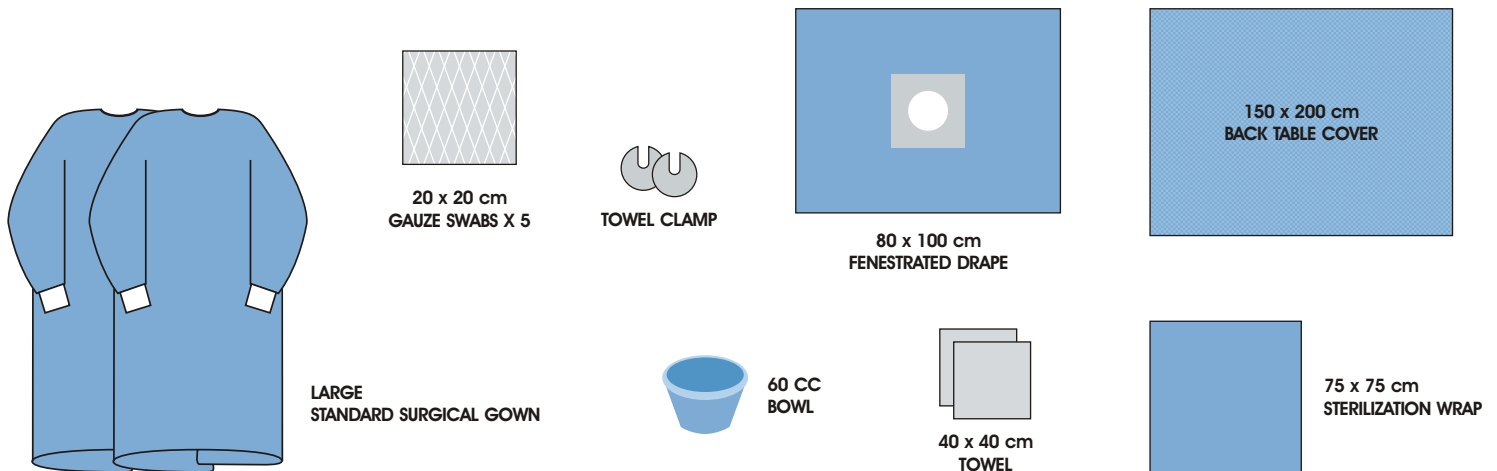 20 x 20 cm
GAUZE SWABS X 5
TOWEL CLAMP
80 x 100 cm
FENESTRATED DRAPE
150 x 200 cm
BACK TABLE COVER
LARGE
STANDARD SURGICAL GOWN
60 CC
BOWL
40 x 40 cm
TOWEL
75 x 75 cm
STERILIZATION WRAP